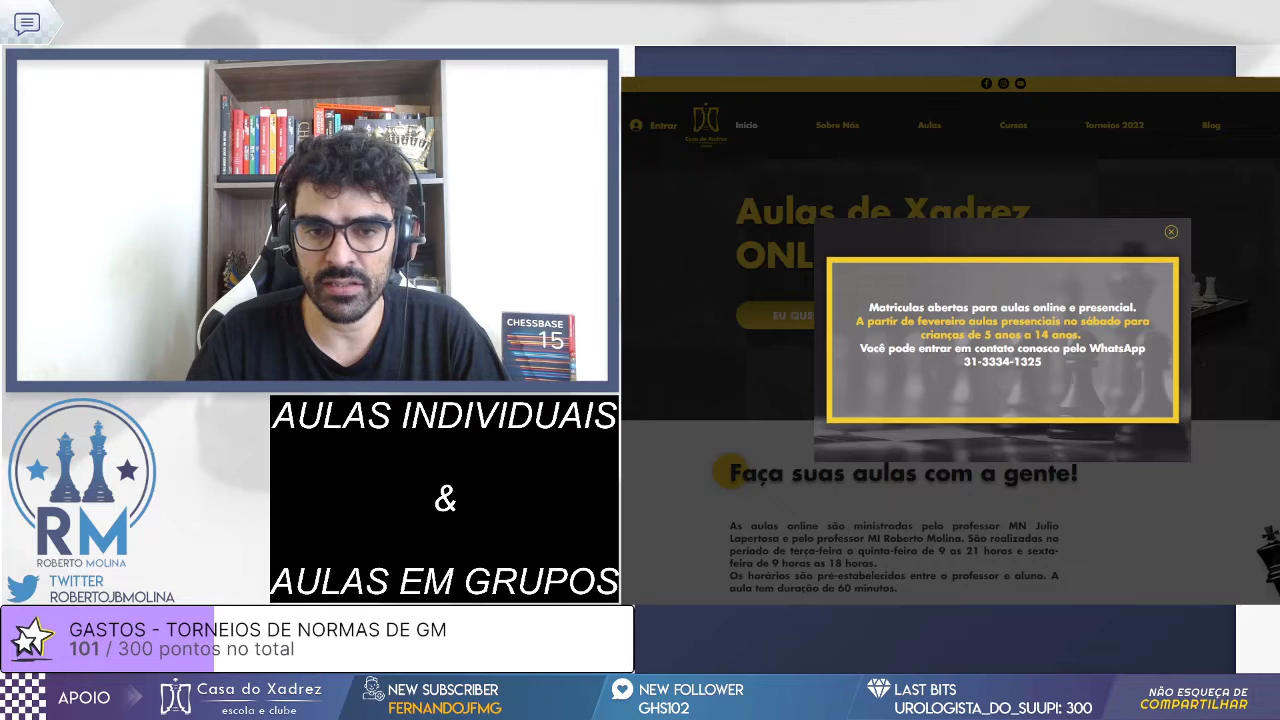 CHESSBASE
15
RM
ROBERTO MOLINA
TWITTER
ROBERTOJBMOLINA
AULAS INDIVIDUAIS
&
AULAS EM GRUPOS
GASTOS - TORNEIOS DE NORMAS DE GM
101 / 300 pontos no total
Entrar
Casa do Xadrez
Início
Sobre Nós
Aulas
Cursos
Torneios 2022
Blog
Aulas de Xadrez
ONL
EU QUE
Matriculas abertas para aulas online e presencial.
A partir de fevereiro aulas presenciais no sábado para
crianças de 5 anos a 14 anos.
Você pode entrar em contato conosco pelo WhatsApp
31-3334-1325
Faça suas aulas com a gente!
As aulas online são ministradas pelo professor MN Julio
Lapertosa e pelo professor MI Roberto Molina. São realizadas no
período de terça-feira a quinta-feira de 9 as 21 horas e sexta-
feira de 9 horas as 18 horas.
Os horários são pré-estabelecidos entre o professor e aluno. A
aula tem duração de 60 minutos.
APOIO
Casa do Xadrez
escola e clube
NEW SUBSCRIBER
FERNANDOJFMG
NEW FOLLOWER
GHS102
LAST BITS
UROLOGISTA_DO_SUUPI: 300
NÃO ESQUEÇA DE
COMPARTILHAR